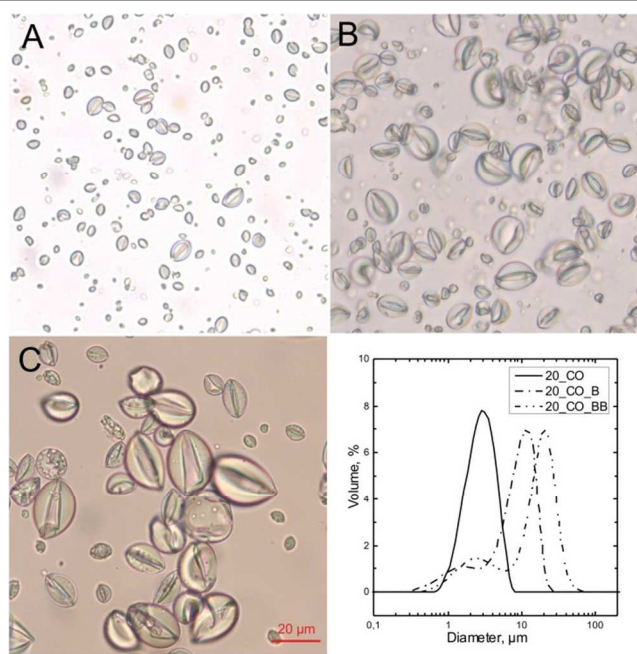 A
B
C
20 μm
10
8
6
4
2
0
Volume, %
20_CO
20_CO_B
20_CO_BB
0,1
1
10
100
Diameter, μm